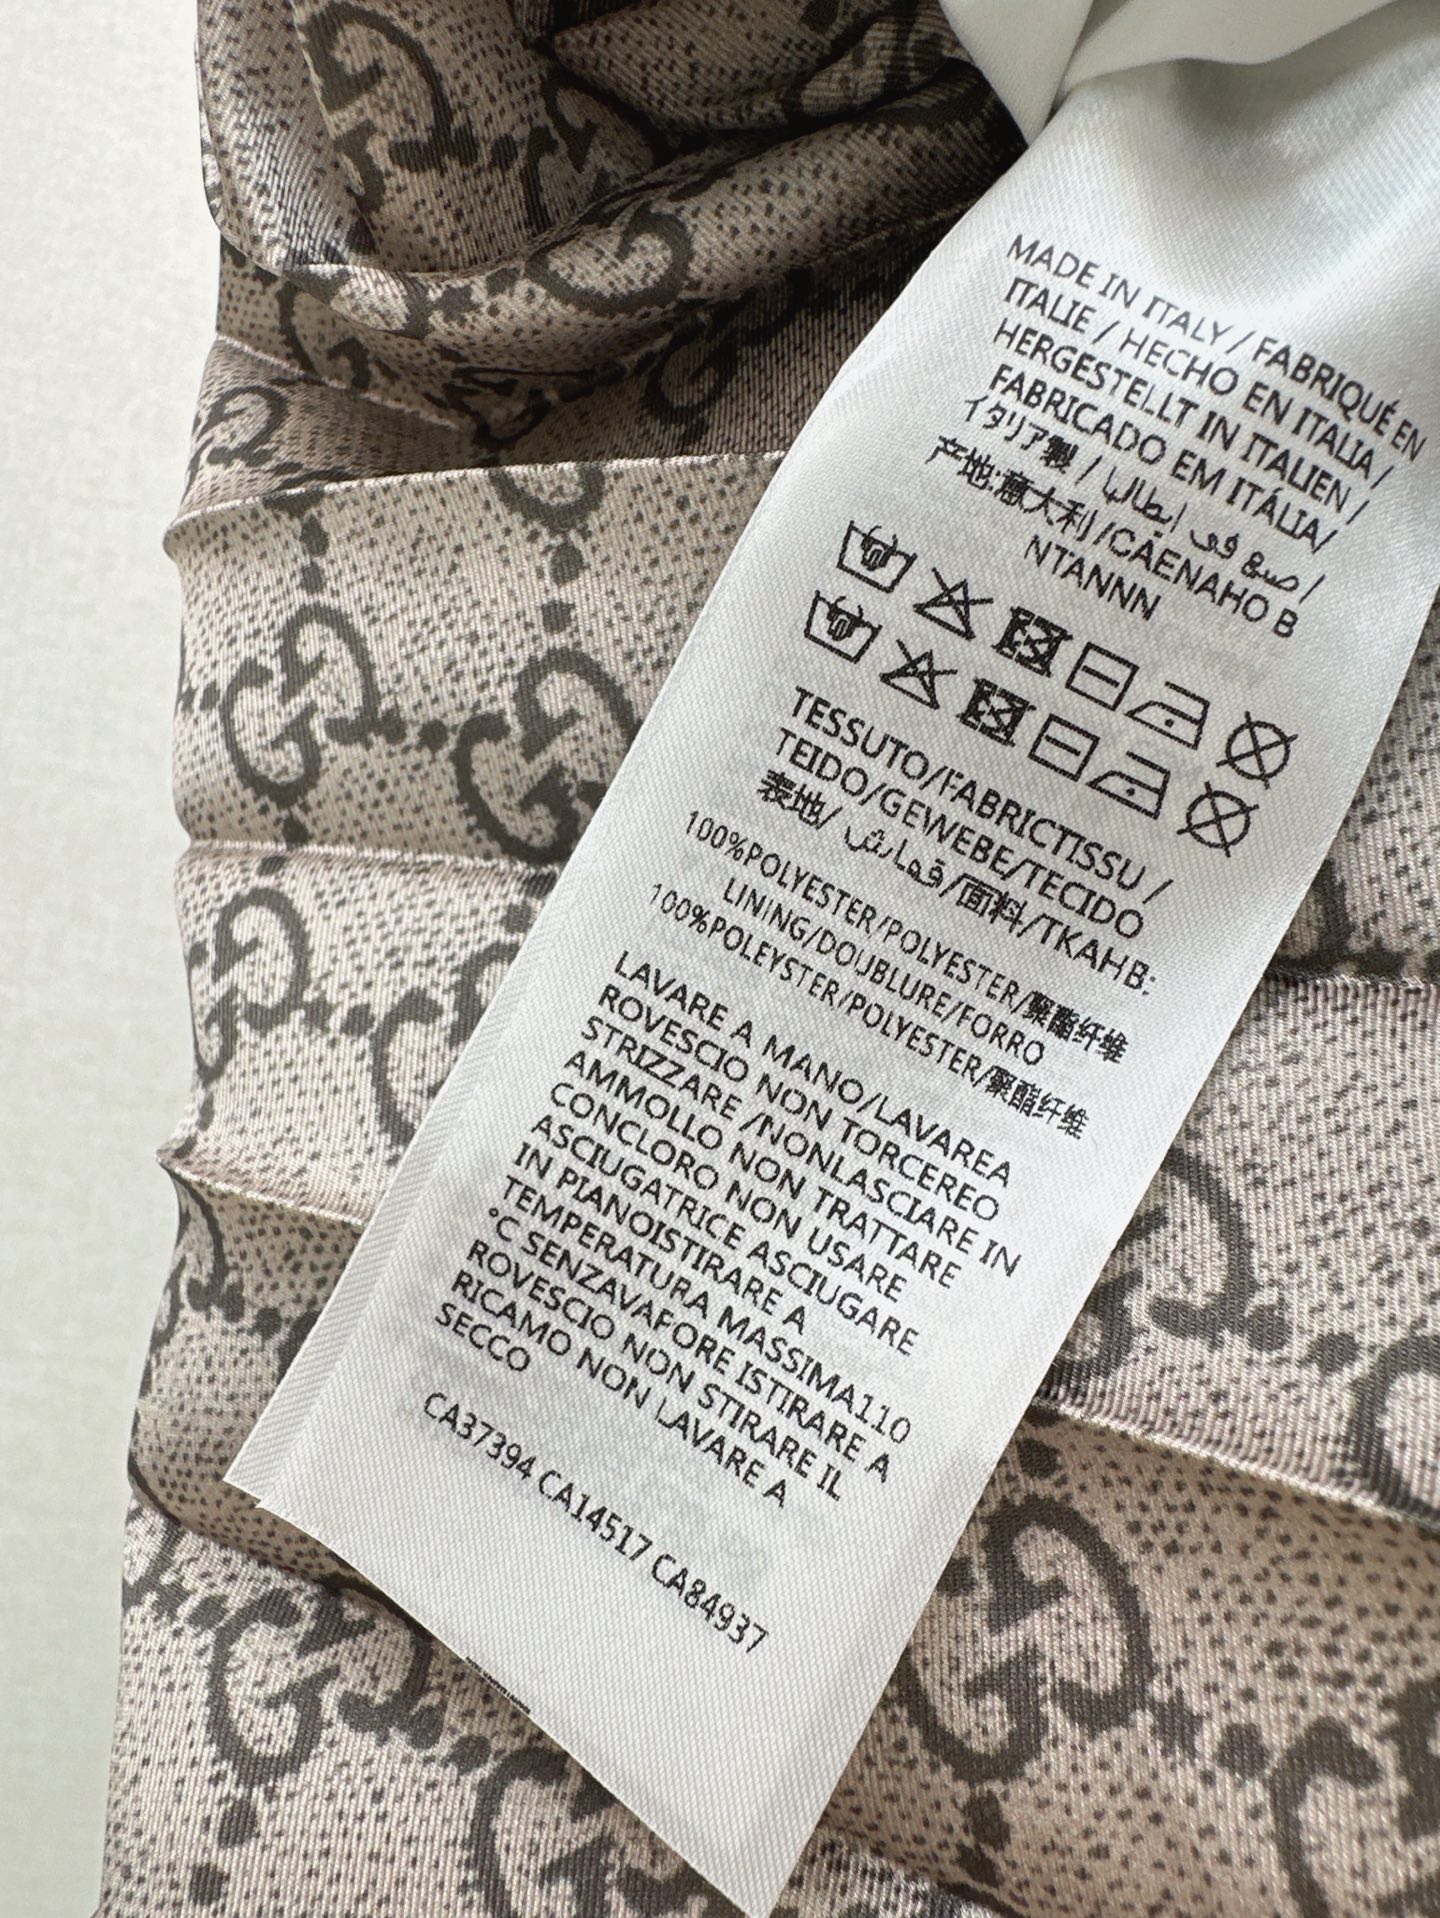 MADE IN ITALY / FABRIQUÉ EN
ITALIE / HECHO EN ITALIA /
HERGESTELLT IN ITALIEN /
FABRICADO EM ITÁLIA/
イタリア製 / صنع في إيطاليا /
产地:意大利/CAENAHO B
NTANNN
TESSUTO/FABRICTISSU /
TEIDO/GEWEBE/TECIDO
表地/ قماش/面料/TKAHB:
100%POLYESTER/POLYESTER/聚酯纤维
LINING/DOUBLURE/FORRO
100%POLEYSTER/POLYESTER/聚酯纤维
LAVARE A MANO/LAVAREA
ROVESCIO NON TORCEREO
STRIZZARE /NONLASCIARE IN
AMMOLLO NON TRATTARE
CONCLORO NON USARE
ASCIUGATRICE ASCIUGARE
IN PIANOISTIRARE A
TEMPERATURA MASSIMA110
°C SENZAVAFORE ISTIRARE A
ROVESCIO NON STIRARE IL
RICAMO NON LAVARE A
SECCO
CA37394 CA14517 CA84937